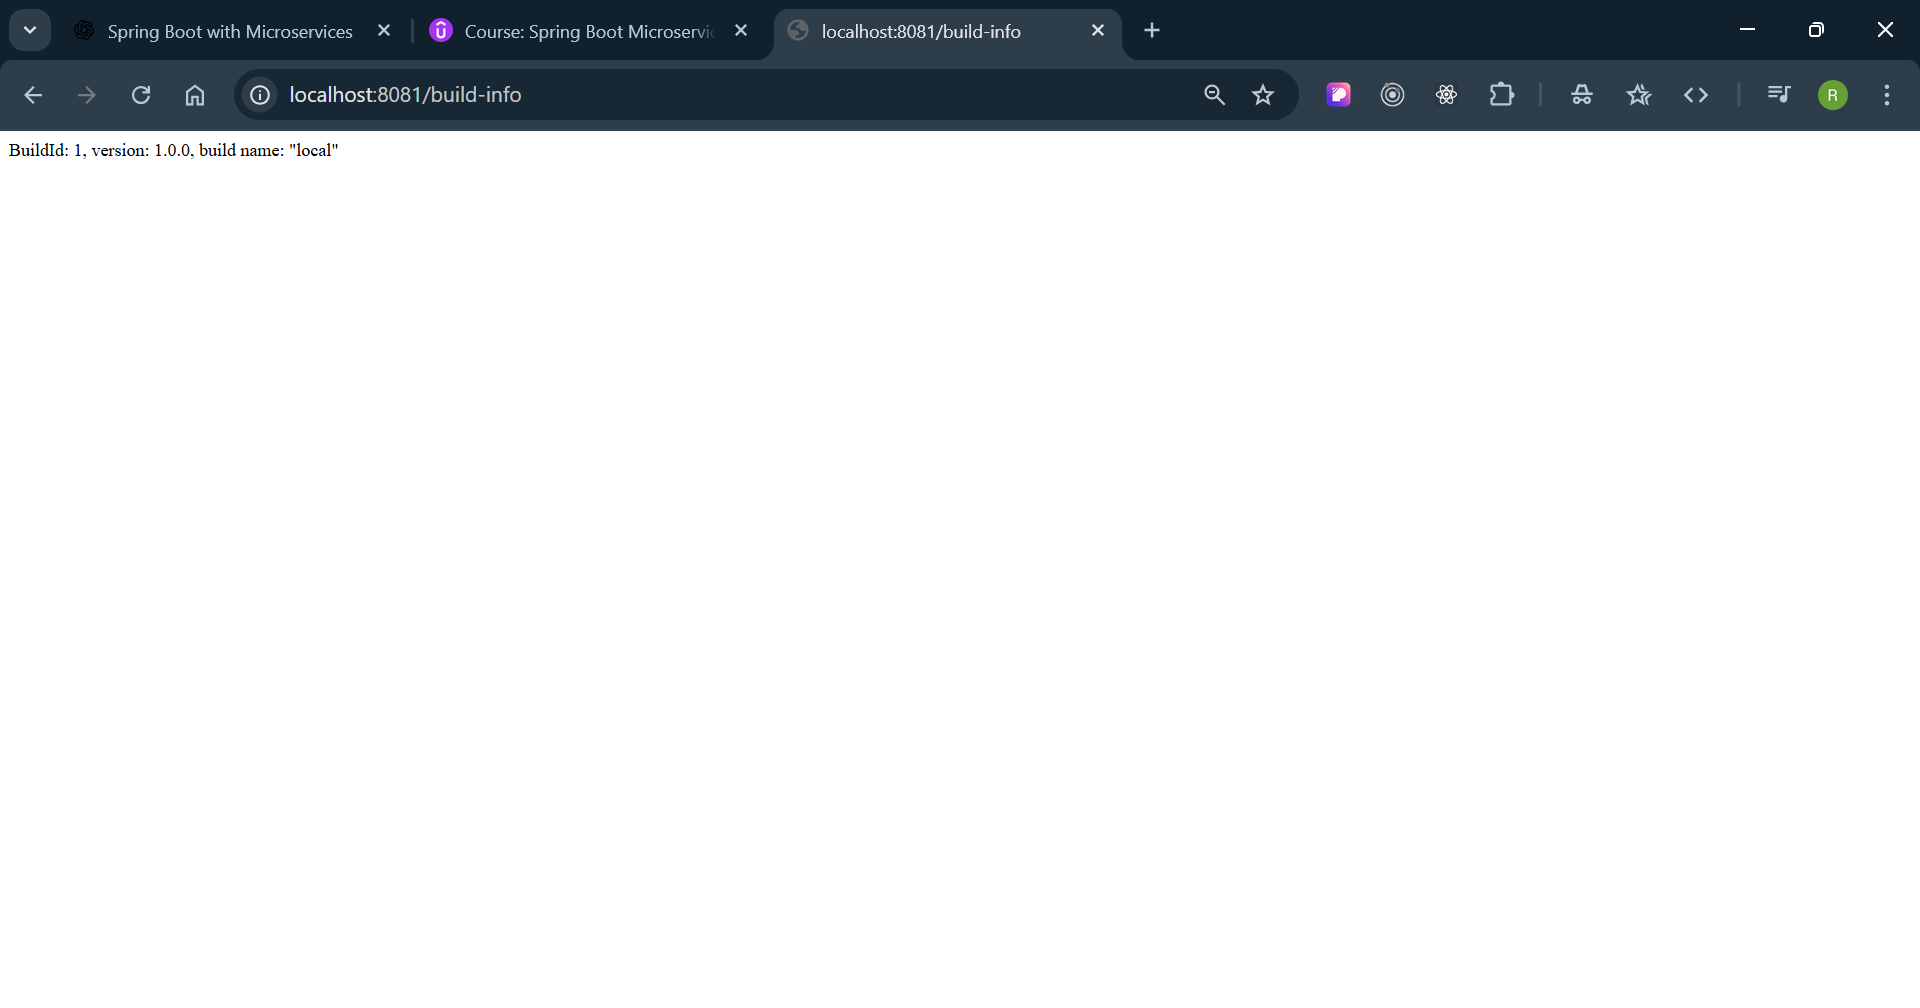 Spring Boot with Microservices
Course: Spring Boot Microservic
localhost:8081/build-info
localhost:8081/build-info
R
BuildId: 1, version: 1.0.0, build name: "local"